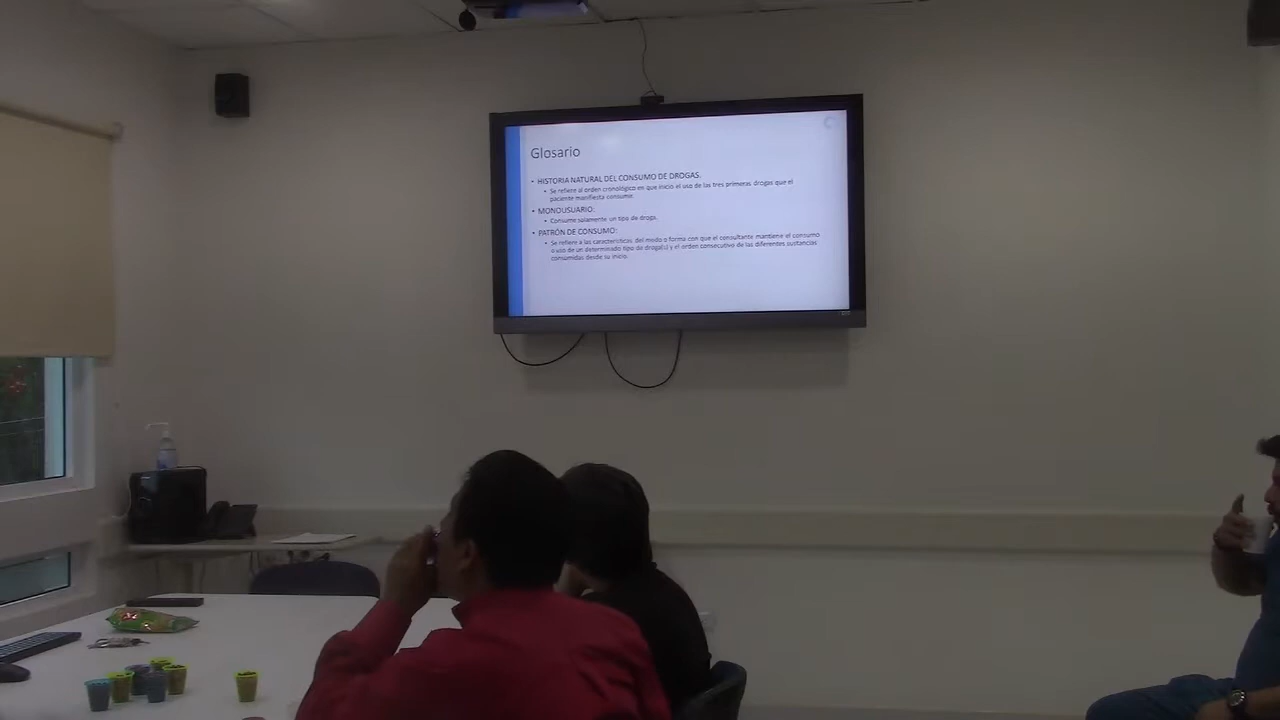 Glosario
• HISTORIA NATURAL DEL CONSUMO DE DROGAS.
• Se refiere al orden cronológico en que inicio el uso de las tres primeras drogas que el
paciente manifiesta consumir.
• MONOUSUARIO:
• Consume solamente un tipo de droga.
• PATRÓN DE CONSUMO:
• Se refiere a las características del modo o forma con que el consultante mantiene el consumo
o uso de un determinado tipo de droga(s) y el orden consecutivo de las diferentes sustancias
consumidas desde su inicio.